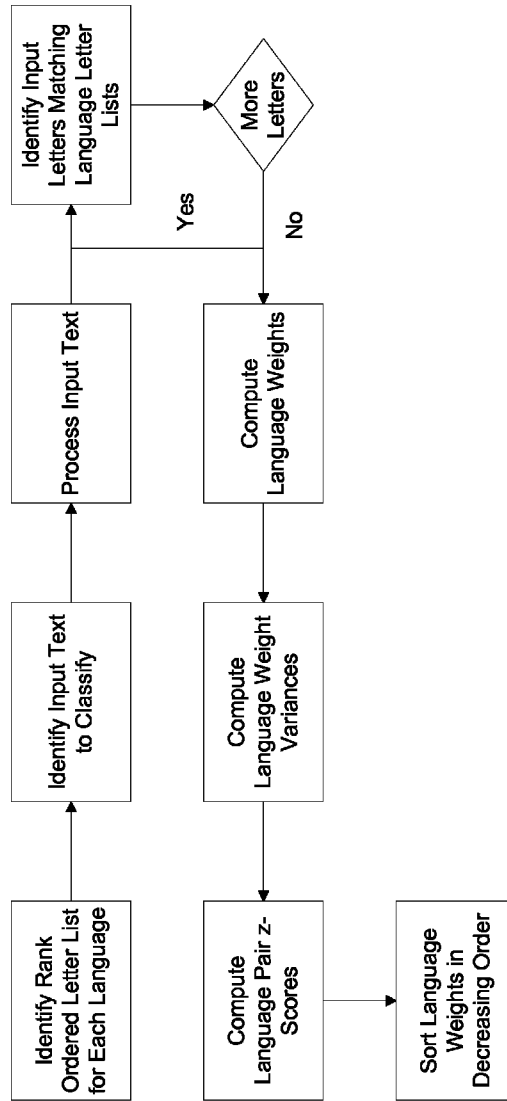 Identify Rank
Ordered Letter List
for Each Language
Identify Input Text
to Classify
Process Input Text
Identify Input
Letters Matching
Language Letter
Lists
More
Letters
Yes
No
Compute
Language Weights
Compute
Language Weight
Variances
Compute
Language Pair z-
Scores
Sort Language
Weights in
Decreasing Order